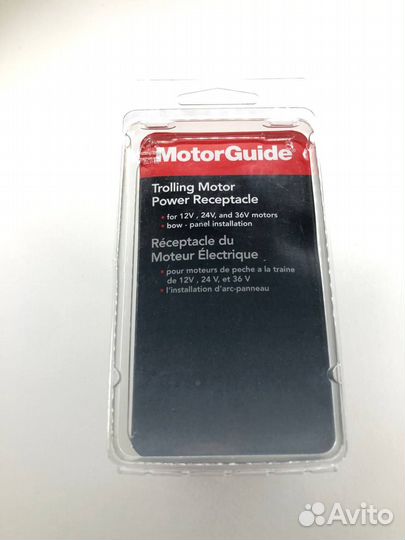 MotorGuide
Trolling Motor
Power Receptacle
• for 12V , 24V, and 36V motors
• bow - panel installation
Réceptacle du
Moteur Électrique
• pour moteurs de peche a la traine
de 12V , 24 V, et 36 V
• l'installation d'arc-panneau
Avito